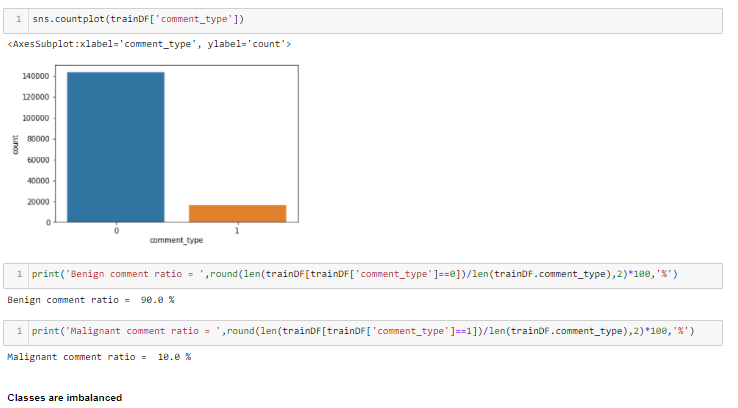 1 sns.countplot(trainDF['comment_type'])
<AxesSubplot:xlabel='comment_type', ylabel='count'>
140000
120000
100000
80000
60000
40000
20000
0
count
0 1
comment_type
1 print('Benign comment ratio = ',round(len(trainDF[trainDF['comment_type']==0])/len(trainDF.comment_type),2)*100,'%')
Benign comment ratio =  90.0 %
1 print('Malignant comment ratio = ',round(len(trainDF[trainDF['comment_type']==1])/len(trainDF.comment_type),2)*100,'%')
Malignant comment ratio =  10.0 %
Classes are imbalanced